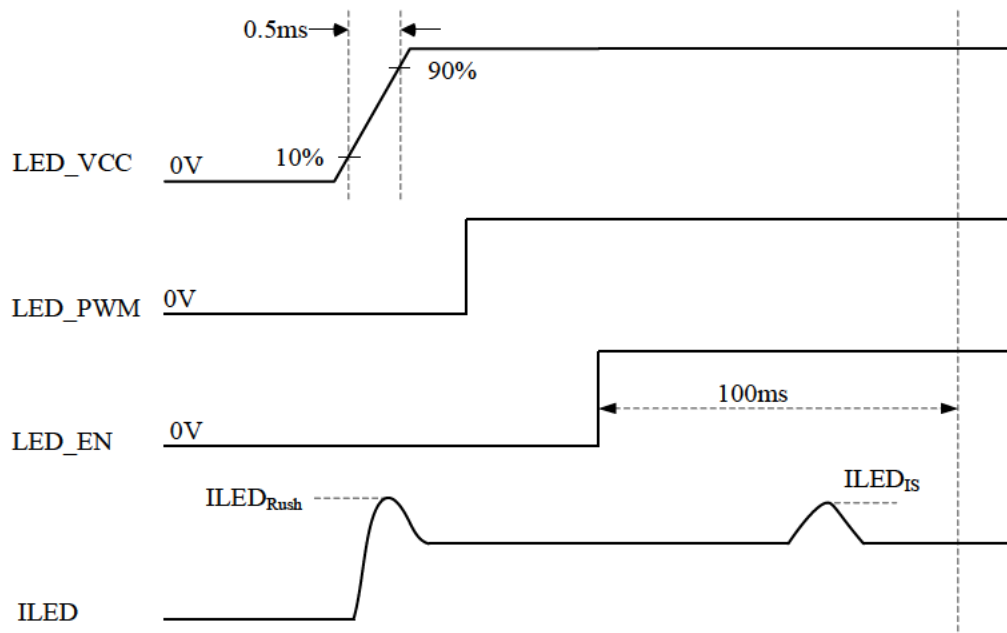 0.5ms
90%
10%
LED_VCC
0V
LED_PWM
0V
100ms
LED_EN
0V
ILEDRush
ILEDIS
ILED